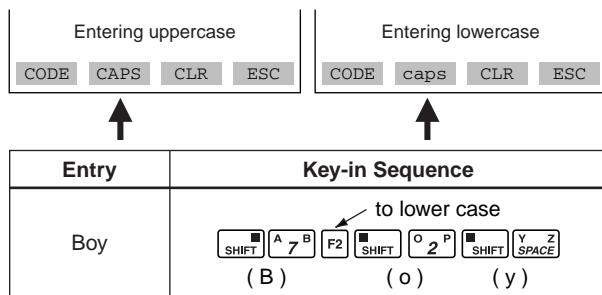 Entering uppercase
CODE CAPS CLR ESC
Entering lowercase
CODE caps CLR ESC
Entry Key-in Sequence
Boy
to lower case
SHIFT A 7 B F2 SHIFT O 2 P SHIFT Y Z SPACE
( B ) ( o ) ( y )